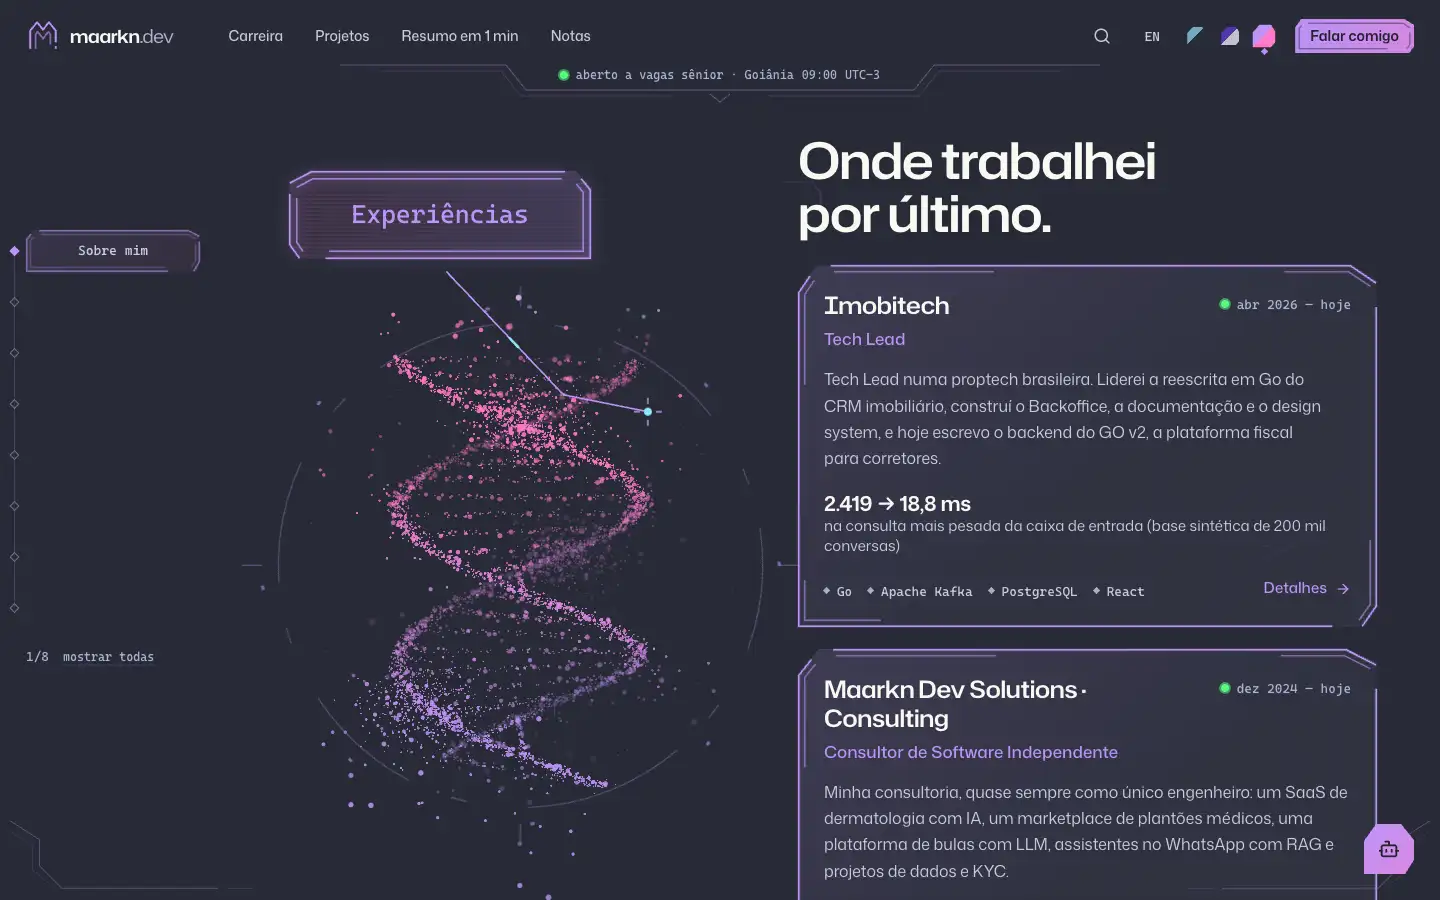 maarkn.dev
Carreira
Projetos
Resumo em 1 min
Notas
EN
Falar comigo
aberto a vagas sênior · Goiânia 09:00 UTC−3
Experiências
Sobre mim
1/8 mostrar todas
Onde trabalhei
por último.
Imobitech
abr 2026 — hoje
Tech Lead
Tech Lead numa proptech brasileira. Liderei a reescrita em Go do
CRM imobiliário, construí o Backoffice, a documentação e o design
system, e hoje escrevo o backend do GO v2, a plataforma fiscal
para corretores.
2.419 → 18,8 ms
na consulta mais pesada da caixa de entrada (base sintética de 200 mil
conversas)
Go
Apache Kafka
PostgreSQL
React
Detalhes →
Maarkn Dev Solutions ·
Consulting
dez 2024 — hoje
Consultor de Software Independente
Minha consultoria, quase sempre como único engenheiro: um SaaS de
dermatologia com IA, um marketplace de plantões médicos, uma
plataforma de bulas com LLM, assistentes no WhatsApp com RAG e
projetos de dados e KYC.